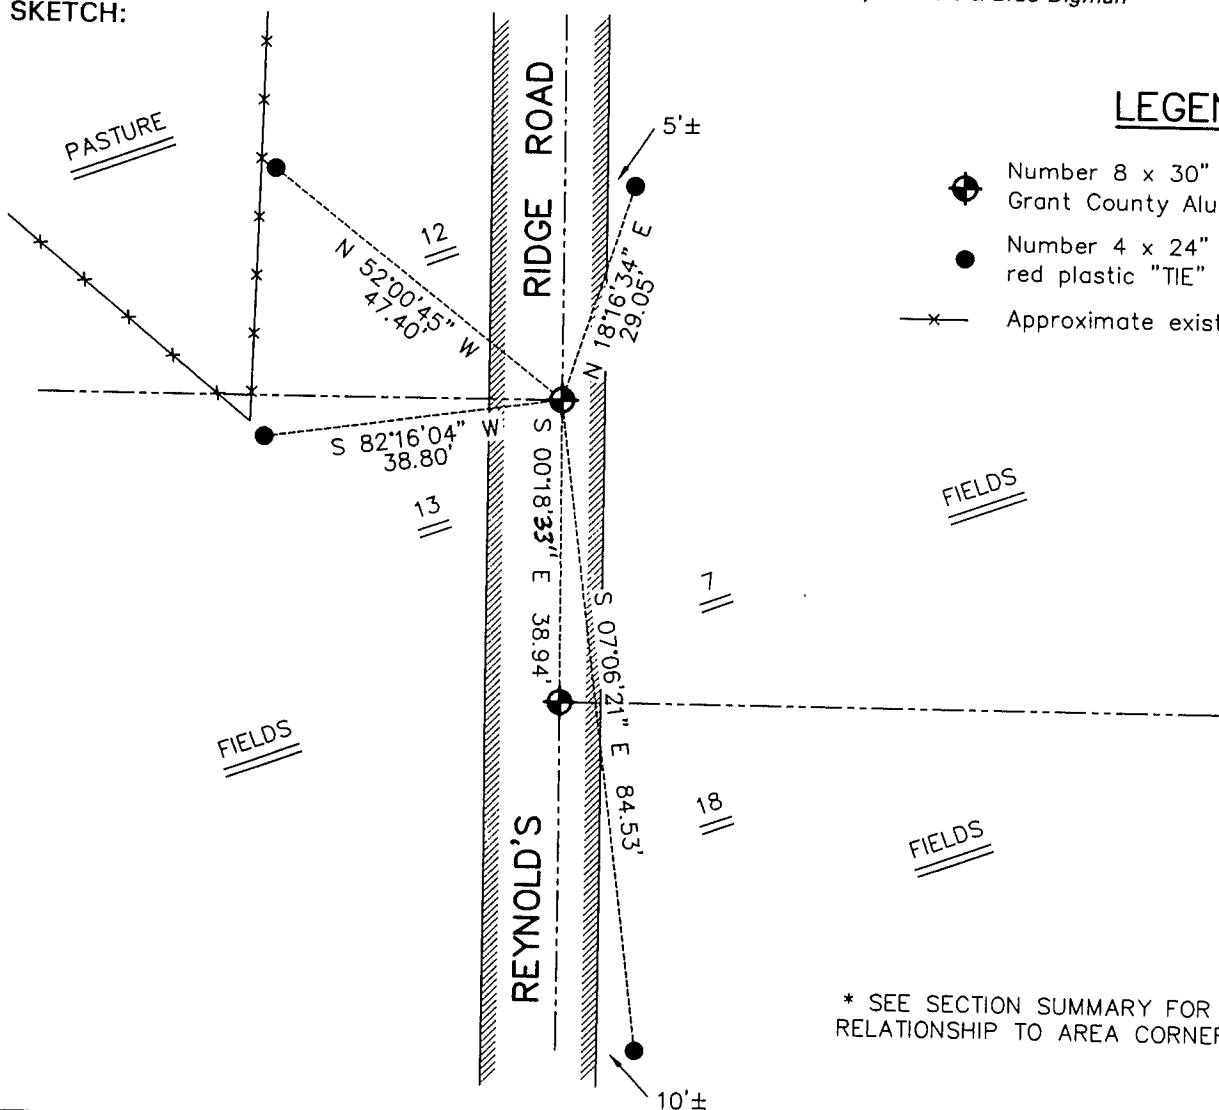 SKETCH:
LEGEN
Number 8 x 30"
Grant County Alu
Number 4 x 24"
red plastic "TIE"
Approximate exist
PASTURE
12
N 52°00'45" W
47.40'
RIDGE ROAD
5'±
N 18°16'34" E
29.05'
S 82°16'04" W
38.80'
13
S 00°18'33" E 38.94'
FIELDS
7
S 07°06'21" E 84.53'
FIELDS
18
FIELDS
REYNOLD'S
* SEE SECTION SUMMARY FOR
RELATIONSHIP TO AREA CORNER
10'±